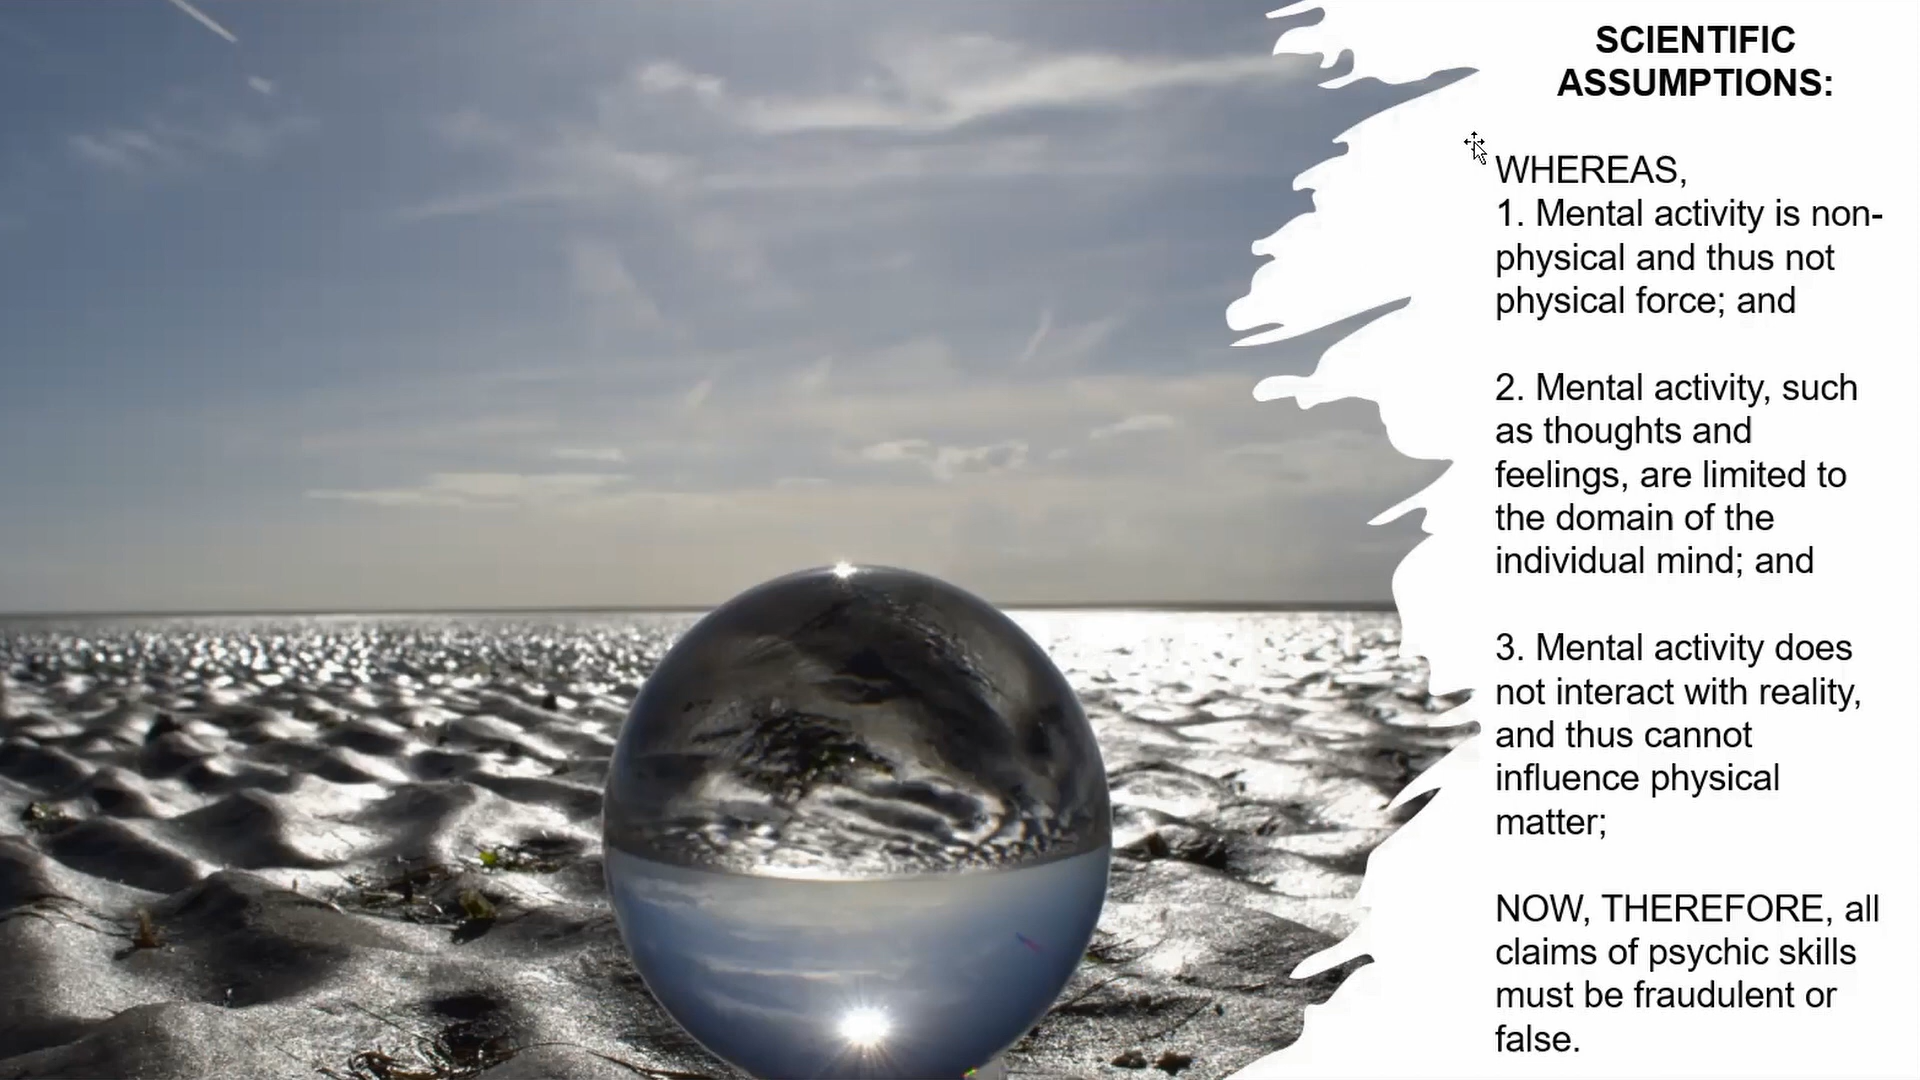 SCIENTIFIC
ASSUMPTIONS:
WHEREAS,
1. Mental activity is non-
physical and thus not
physical force; and
2. Mental activity, such
as thoughts and
feelings, are limited to
the domain of the
individual mind; and
3. Mental activity does
not interact with reality,
and thus cannot
influence physical
matter;
NOW, THEREFORE, all
claims of psychic skills
must be fraudulent or
false.